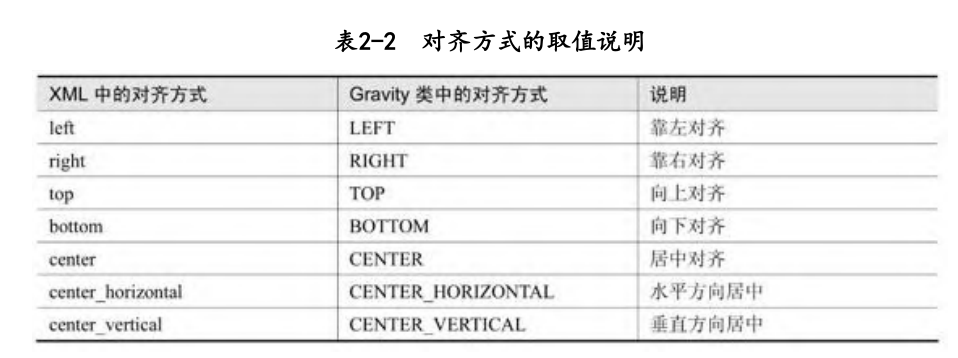 表2-2 对齐方式的取值说明
XML 中的对齐方式 Gravity 类中的对齐方式 说明
left LEFT 靠左对齐
right RIGHT 靠右对齐
top TOP 向上对齐
bottom BOTTOM 向下对齐
center CENTER 居中对齐
center_horizontal CENTER_HORIZONTAL 水平方向居中
center_vertical CENTER_VERTICAL 垂直方向居中